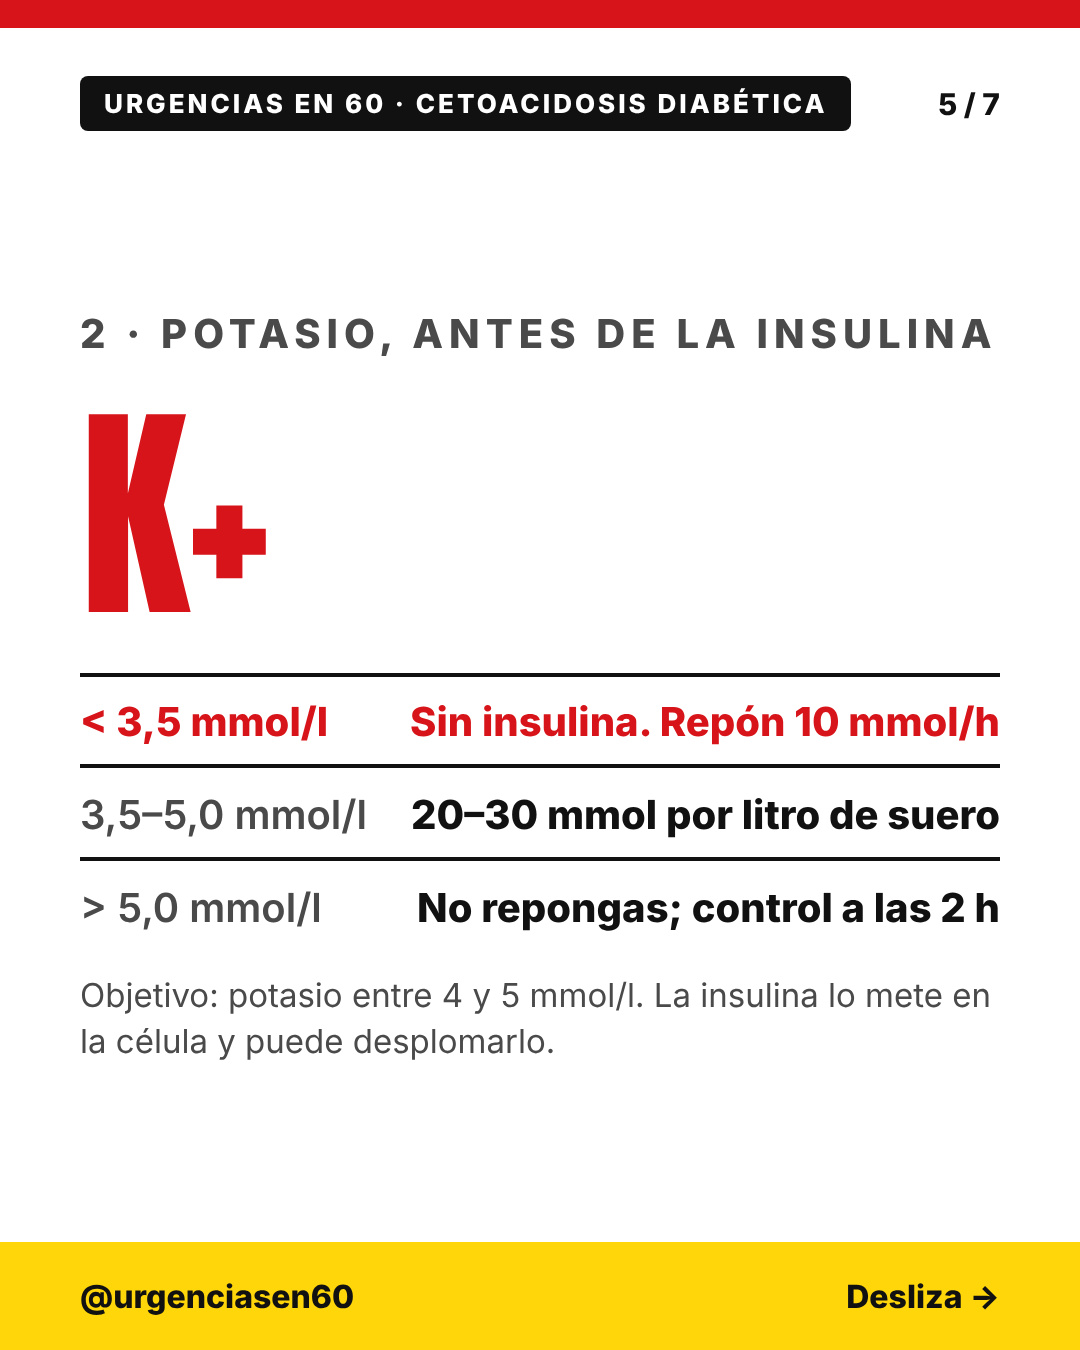 URGENCIAS EN 60 · CETOACIDOSIS DIABÉTICA
5 / 7
2 · POTASIO, ANTES DE LA INSULINA
K+
< 3,5 mmol/l Sin insulina. Repón 10 mmol/h
3,5–5,0 mmol/l 20–30 mmol por litro de suero
> 5,0 mmol/l No repongas; control a las 2 h
Objetivo: potasio entre 4 y 5 mmol/l. La insulina lo mete en
la célula y puede desplomarlo.
@urgenciasen60
Desliza →